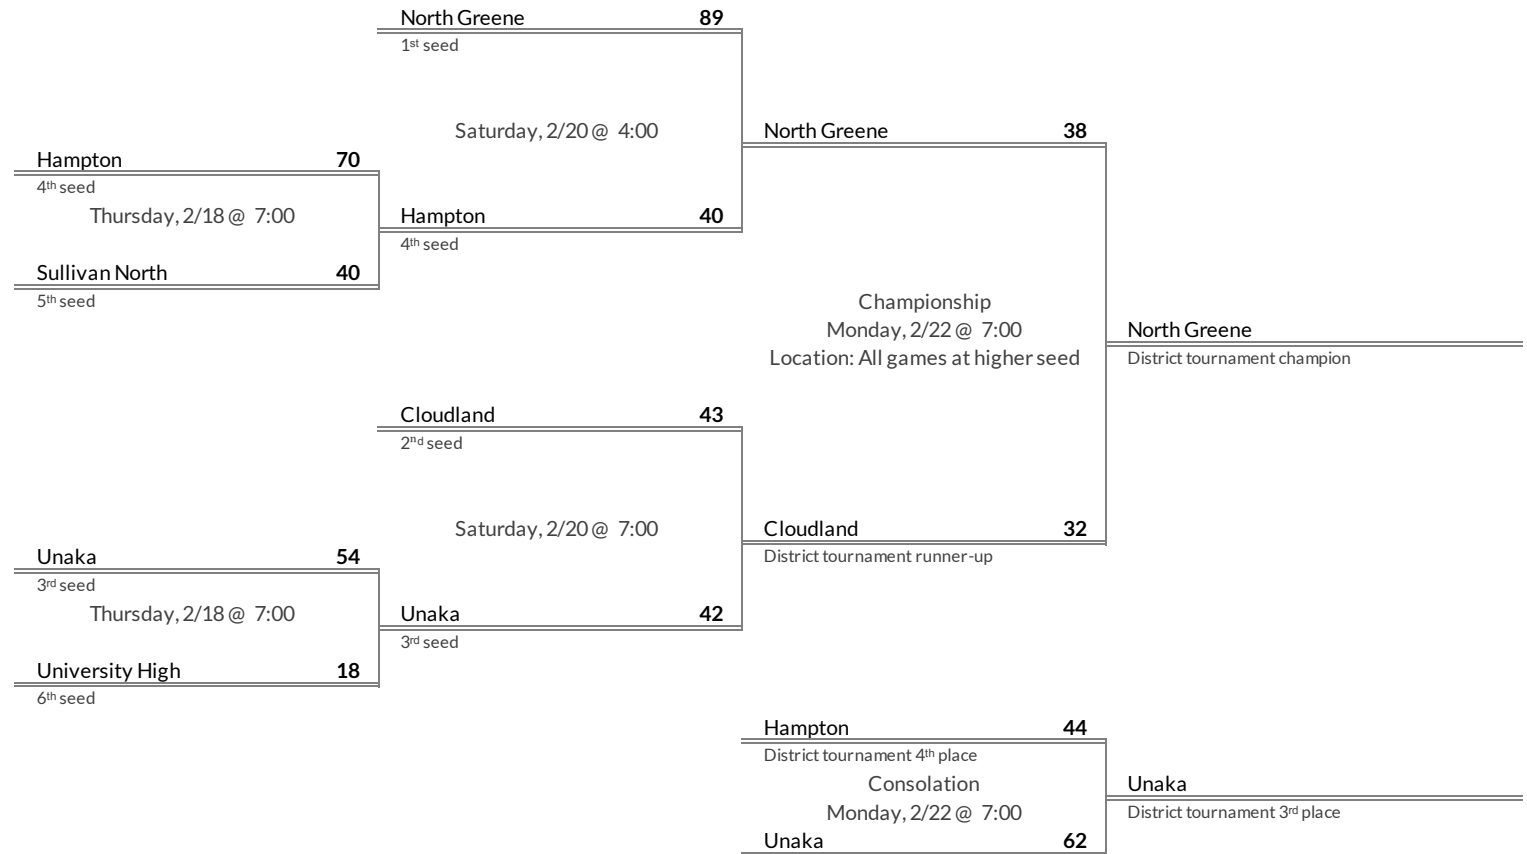 North Greene 89
1st seed
Saturday, 2/20 @ 4:00
North Greene 38
Hampton 70
4th seed
Thursday, 2/18 @ 7:00
Hampton 40
4th seed
Sullivan North 40
5th seed
Championship
Monday, 2/22 @ 7:00
Location: All games at higher seed
North Greene
District tournament champion
Cloudland 43
2nd seed
Saturday, 2/20 @ 7:00
Cloudland 32
District tournament runner-up
Unaka 54
3rd seed
Thursday, 2/18 @ 7:00
Unaka 42
3rd seed
University High 18
6th seed
Hampton 44
District tournament 4th place
Consolation
Monday, 2/22 @ 7:00
Unaka 62
Unaka
District tournament 3rd place